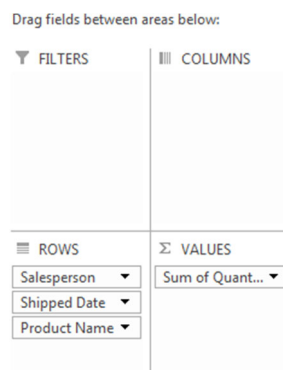 Drag fields between areas below:
FILTERS
COLUMNS
ROWS
Σ VALUES
Salesperson
Sum of Quant...
Shipped Date
Product Name